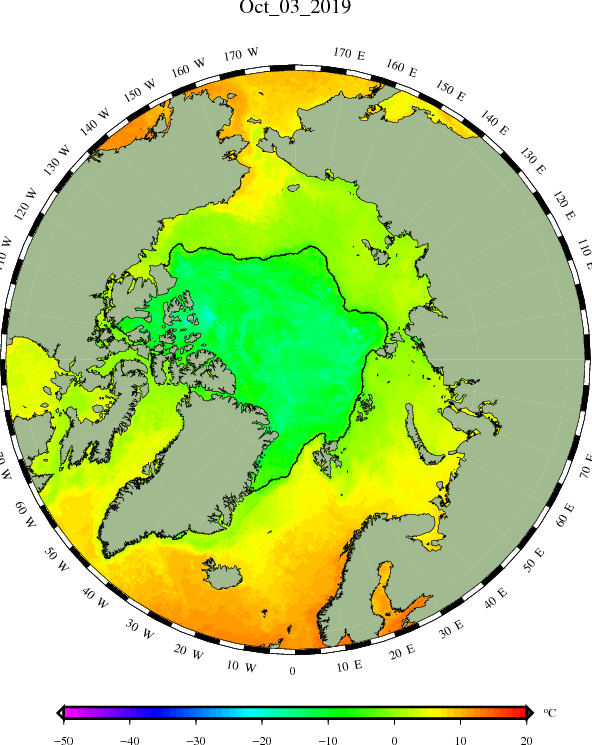 Oct_03_2019
170 W
170 E
160 W
160 E
150 W
150 E
140 W
140 E
130 W
130 E
120 W
120 E
110 E
W
70 W
70 E
60 W
60 E
50 W
50 E
40 W
40 E
30 W
30 E
20 W
20 E
10 W
10 E
0
°C
−50 −40 −30 −20 −10 0 10 20